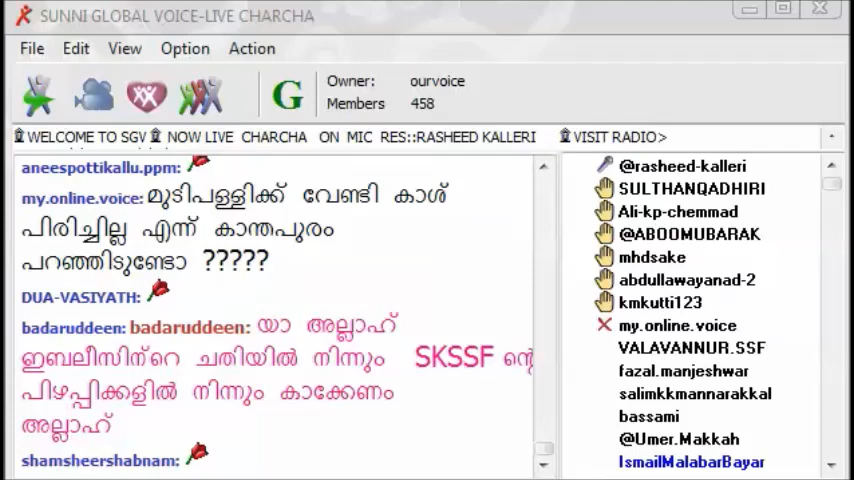 SUNNI GLOBAL VOICE-LIVE CHARCHA
File Edit View Option Action
G
Owner: ourvoice
Members 458
WELCOME TO SGV NOW LIVE CHARCHA ON MIC RES::RASHEED KALLERI VISIT RADIO>
aneespottikallu.ppm:
my.online.voice: മുടിപള്ളിക്ക് വേണ്ടി കാശ്
പിരിച്ചില്ല എന്ന് കാന്തപുരം
പറഞ്ഞിടുണ്ടോ ?????
DUA-VASIYATH:
badaruddeen: badaruddeen: യാ അല്ലാഹ്
ഇബലീസിന്റെ ചതിയിൽ നിന്നും SKSSF ന്റെ
പിഴപ്പിക്കളിൽ നിന്നും കാക്കേണം
അല്ലാഹ്
shamsheershabnam:
@rasheed-kalleri
SULTHANQADHIRI
Ali-kp-chemmad
@ABOOMUBARAK
mhdsake
abdullawayanad-2
kmkutti123
my.online.voice
VALAVANNUR.SSF
fazal.manjeshwar
salimkkmannarakkal
bassami
@Umer.Makkah
IsmailMalabarBayar